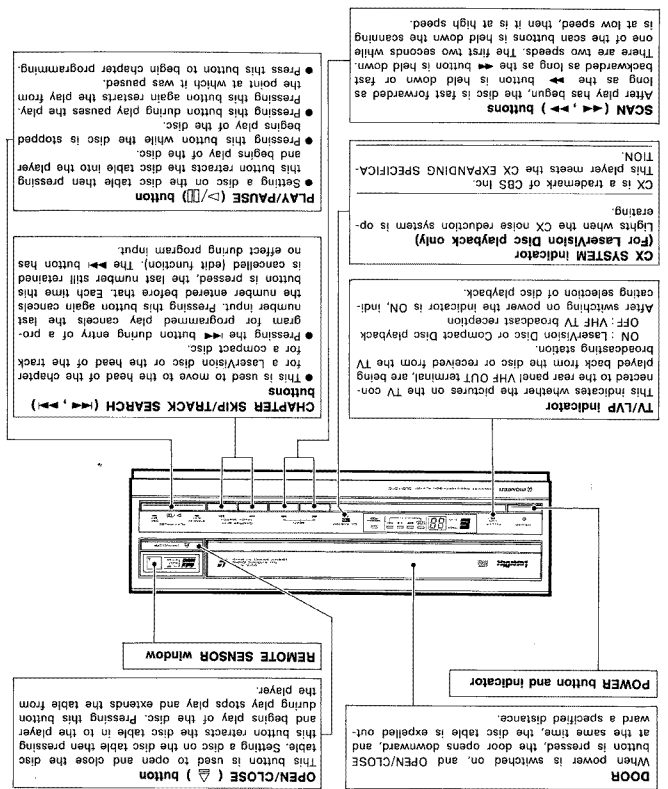 DOOR
When power is switched on, and OPEN/CLOSE
button is pressed, the door opens downward, and
at the same time, the disc table is expelled out-
ward a specified distance.
OPEN/CLOSE ( ≜ ) button
This button is used to open and close the disc
table. Setting a disc on the disc table then pressing
this button retracts the disc table in to the player
and begins play of the disc. Pressing this button
during play stops play and extends the table from
the player.
POWER button and indicator
REMOTE SENSOR window
PIONEER
TV/LVP indicator
This indicates whether the pictures on the TV con-
nected to the rear panel VHF OUT terminal, are being
played back from the disc or received from the TV
broadcasting station.
ON : LaserVision Disc or Compact Disc playback
OFF : VHF TV broadcast reception
After switching on power the indicator is ON, indi-
cating selection of disc playback.
CX SYSTEM indicator
(For LaserVision Disc playback only)
Lights when the CX noise reduction system is op-
erating.
CX is a trademark of CBS Inc.
This player meets the CX EXPANDING SPECIFICA-
TION.
SCAN (◄◄ , ►►) buttons
After play has begun, the disc is fast forwarded as
long as the ►► button is held down or fast
backwarded as long as the ◄◄ button is held down.
There are two speeds. The first two seconds while
one of the scan buttons is held down the scanning
is at low speed, then it is at high speed.
CHAPTER SKIP/TRACK SEARCH (|◄◄ , ►►|)
buttons
● This is used to move to the head of the chapter
for a LaserVision disc or the head of the track
for a compact disc.
● Pressing the |◄◄ button during entry of a pro-
gram for programmed play cancels the last
number input. Pressing this button again cancels
the number entered before that. Each time this
button is pressed, the last number still retained
is cancelled (edit function). The ►►| button has
no effect during program input.
PLAY/PAUSE (▷/▯▯) button
● Setting a disc on the disc table then pressing
this button retracts the disc table into the player
and begins play of the disc.
● Pressing this button while the disc is stopped
begins play of the disc.
● Pressing this button during play pauses the play.
Pressing this button again restarts the play from
the point at which it was paused.
● Press this button to begin chapter programming.